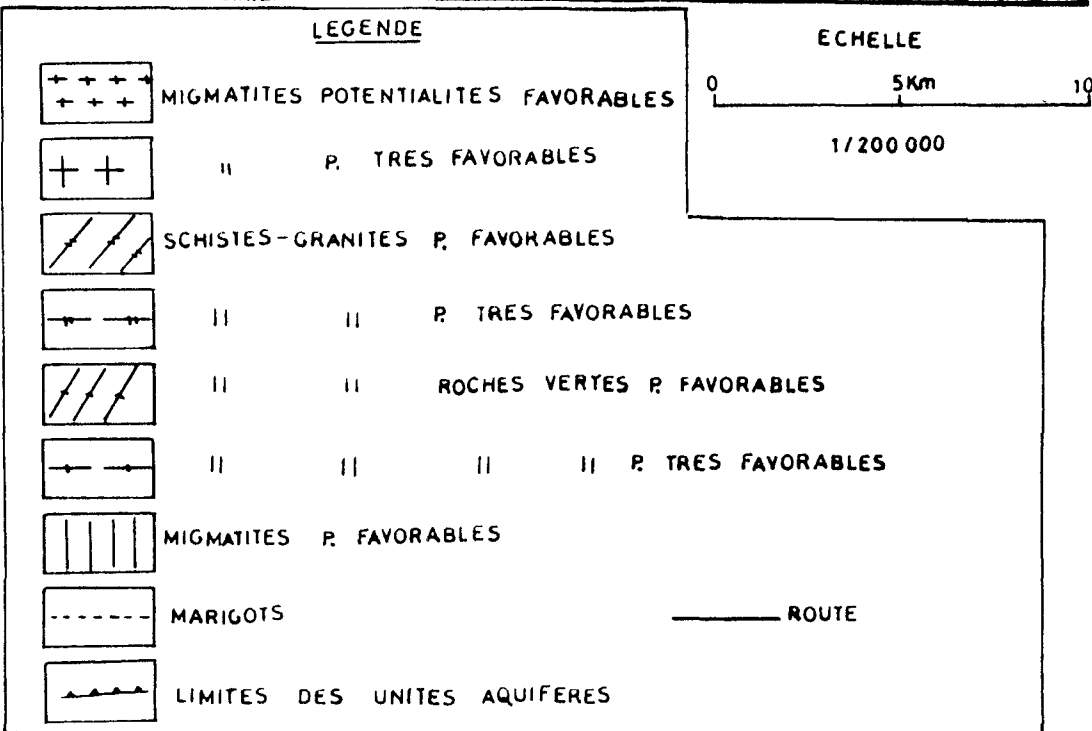 LEGENDE
MIGMATITES POTENTIALITES FAVORABLES
" P. TRES FAVORABLES
SCHISTES-GRANITES P. FAVORABLES
" " P. TRES FAVORABLES
" " ROCHES VERTES P. FAVORABLES
" " " " P. TRES FAVORABLES
MIGMATITES P. FAVORABLES
MARIGOTS
ROUTE
LIMITES DES UNITES AQUIFERES
ECHELLE
0 5Km 10
1/200 000